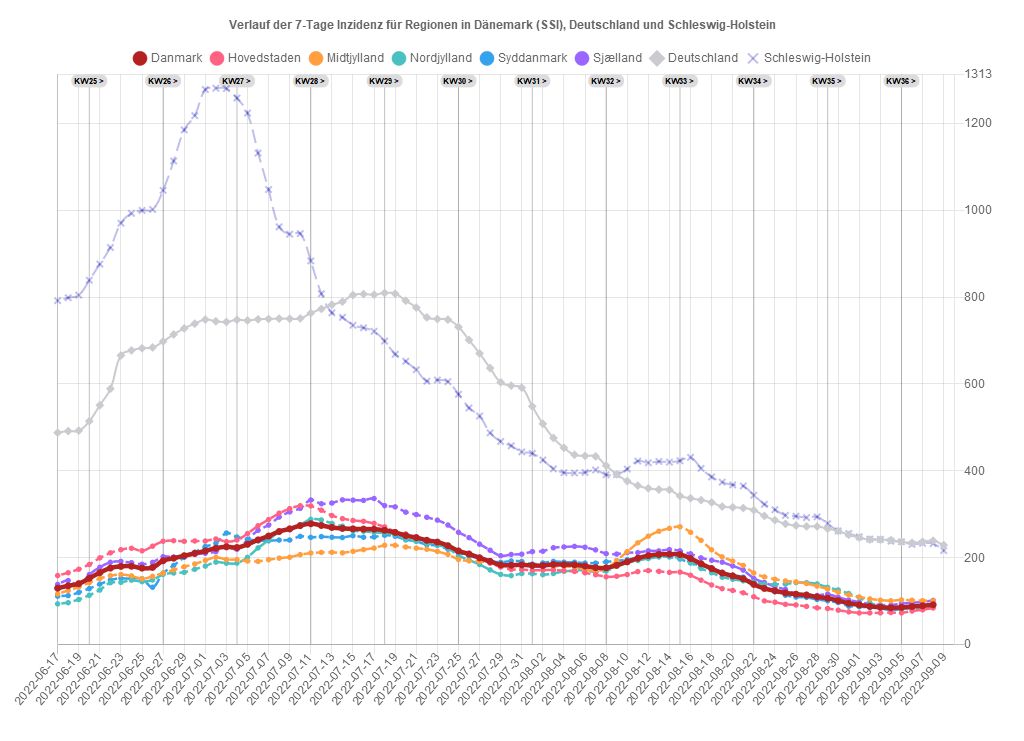 Verlauf der 7-Tage Inzidenz für Regionen in Dänemark (SSI), Deutschland und Schleswig-Holstein
Danmark Hovedstaden Midtjylland Nordjylland Syddanmark Sjælland Deutschland Schleswig-Holstein
KW25 > KW26 > KW27 > KW28 > KW29 > KW30 > KW31 > KW32 > KW33 > KW34 > KW35 > KW36 >
1313
1200
1000
800
600
400
200
0
2022-06-17 2022-06-19 2022-06-21 2022-06-23 2022-06-25 2022-06-27 2022-06-29 2022-07-01 2022-07-03 2022-07-05 2022-07-07 2022-07-09 2022-07-11 2022-07-13 2022-07-15 2022-07-17 2022-07-19 2022-07-21 2022-07-23 2022-07-25 2022-07-27 2022-07-29 2022-07-31 2022-08-02 2022-08-04 2022-08-06 2022-08-08 2022-08-10 2022-08-12 2022-08-14 2022-08-16 2022-08-18 2022-08-20 2022-08-22 2022-08-24 2022-08-26 2022-08-28 2022-08-30 2022-09-01 2022-09-03 2022-09-05 2022-09-07 2022-09-09